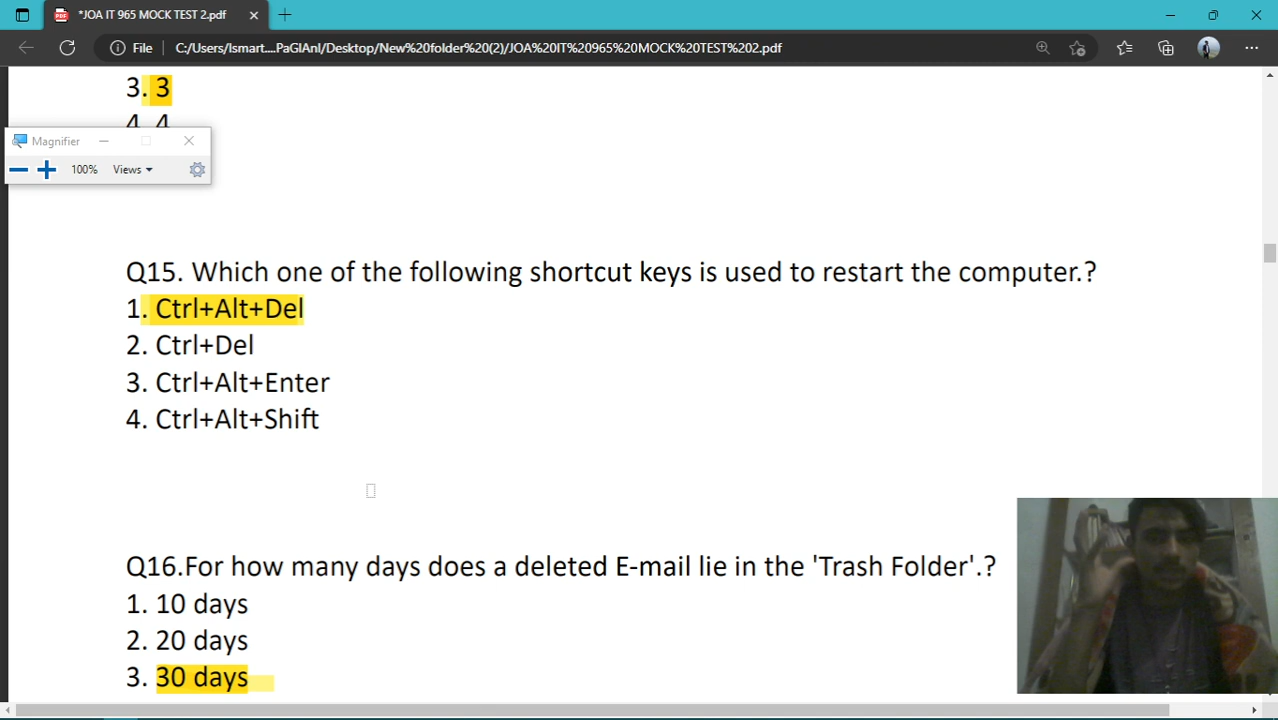 *JOA IT 965 MOCK TEST 2.pdf
File
C:/Users/Ismart....PaGlAnI/Desktop/New%20folder%20(2)/JOA%20IT%20965%20MOCK%20TEST%202.pdf
3. 3
4. 4
Magnifier
100%
Views
Q15. Which one of the following shortcut keys is used to restart the computer.?
1. Ctrl+Alt+Del
2. Ctrl+Del
3. Ctrl+Alt+Enter
4. Ctrl+Alt+Shift
Q16.For how many days does a deleted E-mail lie in the 'Trash Folder'.?
1. 10 days
2. 20 days
3. 30 days